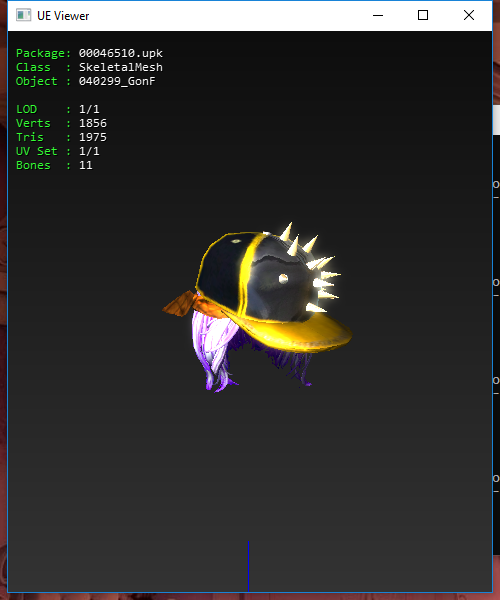 UE Viewer
Package: 00046510.upk
Class : SkeletalMesh
Object : 040299_GonF
LOD : 1/1
Verts : 1856
Tris : 1975
UV Set : 1/1
Bones : 11